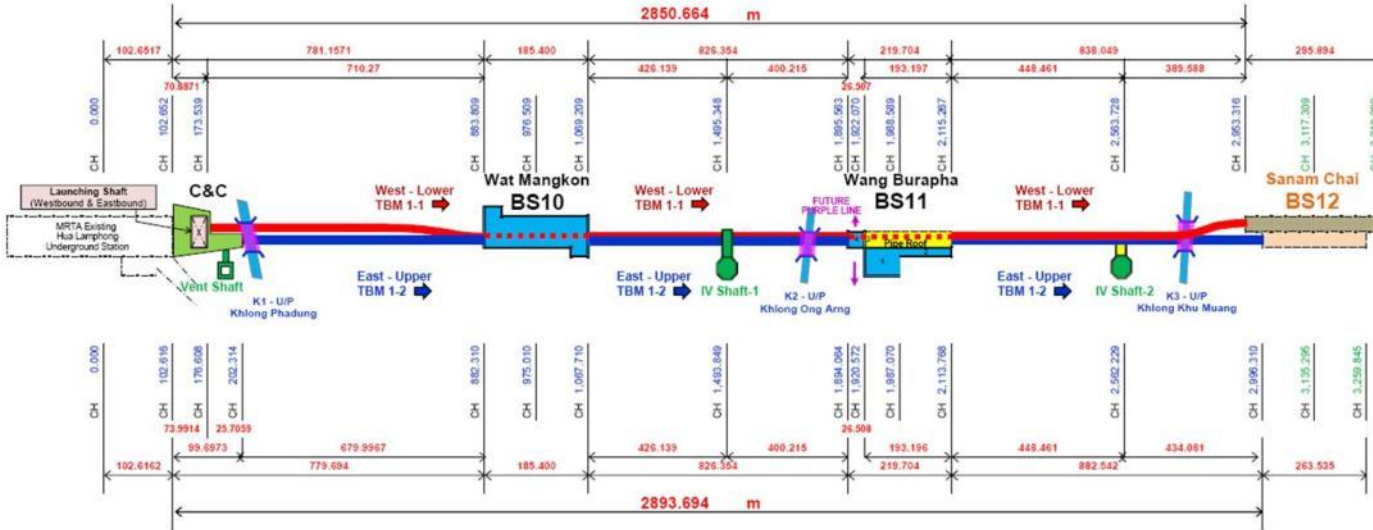 2850.664 m
102.6517 781.1571 185.400 826.354 219.704 838.049 295.894
710.27 426.139 400.215 193.197 448.461 389.588
70.8871 26.507
CH 0.000
CH 102.652
CH 173.539
CH 883.809
CH 976.509
CH 1,069.209
CH 1,495.348
CH 1,895.563
CH 1,922.070
CH 1,988.589
CH 2,115.267
CH 2,563.728
CH 2,953.316
CH 3,117.309
CH
Launching Shaft
(Westbound & Eastbound)
MRTA Existing
Hua Lamphong
Underground Station
C&C
Vent Shaft
K1 - U/P
Khlong Phadung
West - Lower
TBM 1-1
East - Upper
TBM 1-2
Wat Mangkon
BS10
West - Lower
TBM 1-1
East - Upper
TBM 1-2
IV Shaft-1
FUTURE
PURPLE LINE
K2 - U/P
Khlong Ong Arng
Wang Burapha
BS11
Pipe Roof
West - Lower
TBM 1-1
East - Upper
TBM 1-2
IV Shaft-2
K3 - U/P
Khlong Khu Muang
Sanam Chai
BS12
CH 0.000
CH 102.616
CH 176.608
CH 202.314
CH 882.310
CH 975.010
CH 1,067.710
CH 1,493.849
CH 1,894.064
CH 1,920.572
CH 1,987.070
CH 2,113.768
CH 2,562.229
CH 2,996.310
CH 3,135.295
CH 3,259.845
73.9914 25.7059 26.508
99.6973 679.9967 426.139 400.215 193.196 448.461 434.081
102.6162 779.694 185.400 826.354 219.704 882.542 263.535
2893.694 m